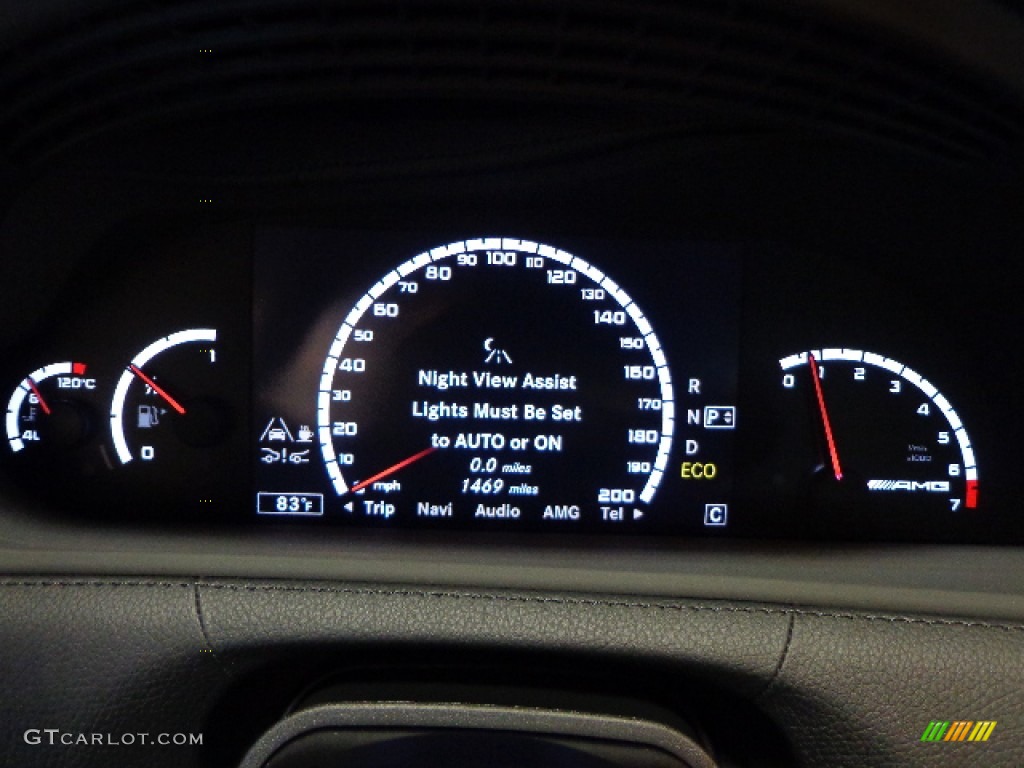 100
90
110
80
120
70
130
60
140
50
150
40
160
30
170
20
180
10
190
mph
200
Night View Assist
Lights Must Be Set
to AUTO or ON
0.0 miles
1469 miles
Trip Navi Audio AMG Tel
83°F
120°C
1
0
R
N P
D
ECO
C
0 1 2 3 4 5 6 7
AMG
GTCARLOT.COM